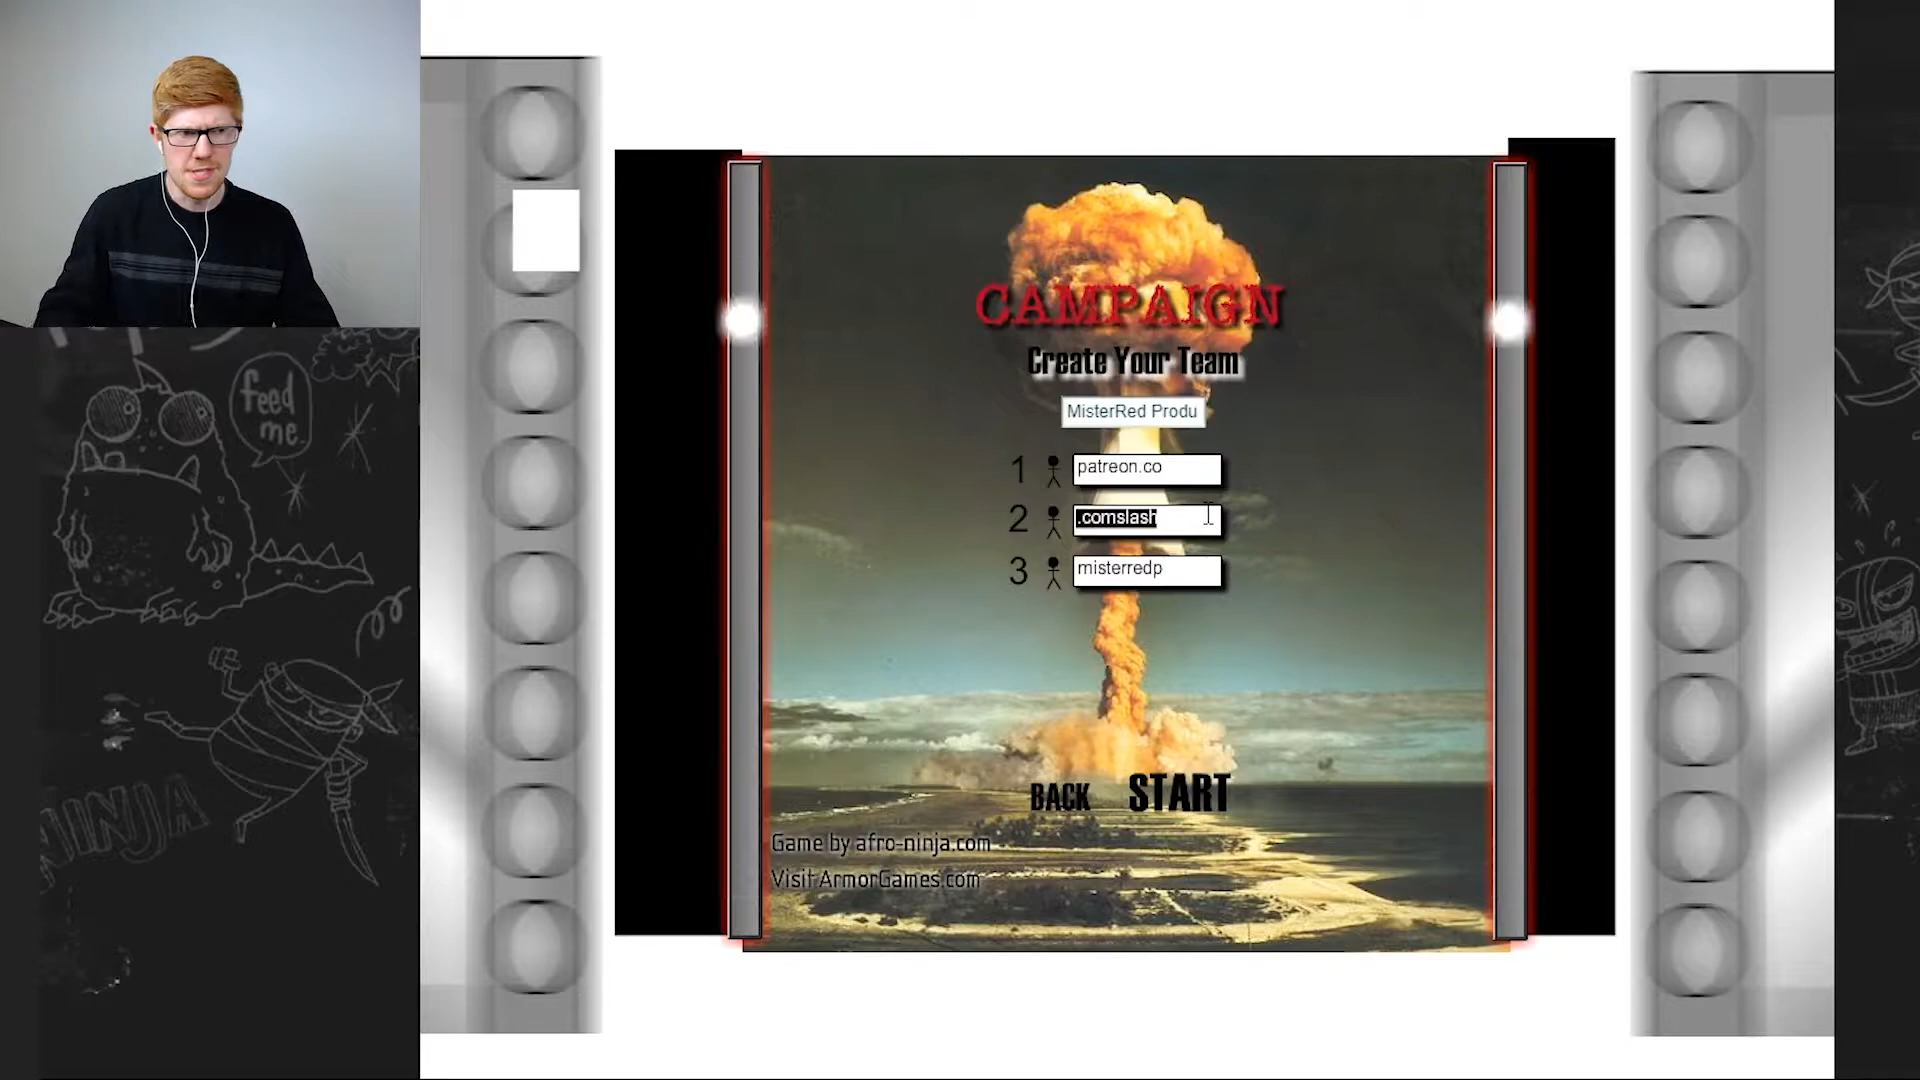 feed
me
NINJA
CAMPAIGN
Create Your Team
MisterRed Produ
1 patreon.co
2 .comslash
3 misterredp
BACK START
Game by afro-ninja.com
Visit ArmorGames.com